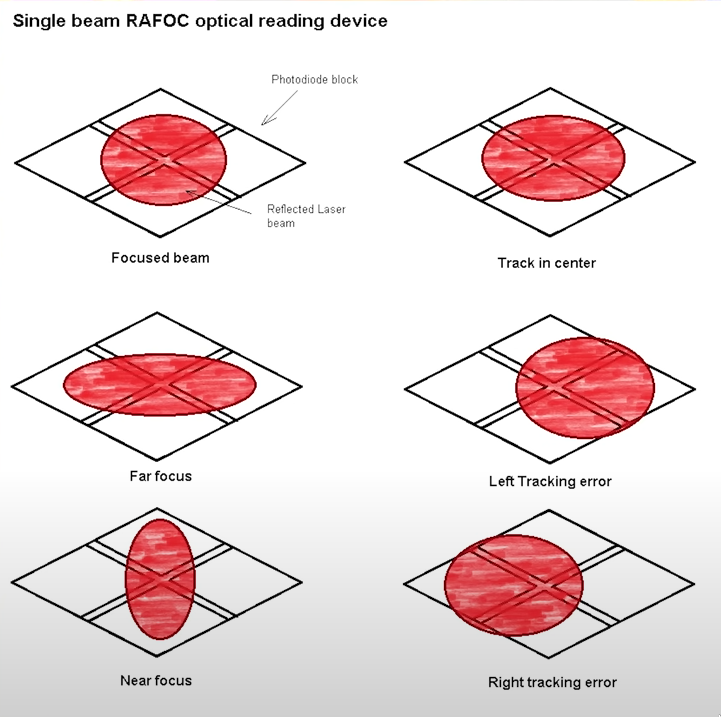 Single beam RAFOC optical reading device
Photodiode block
Reflected Laser
beam
Focused beam
Track in center
Far focus
Left Tracking error
Near focus
Right tracking error